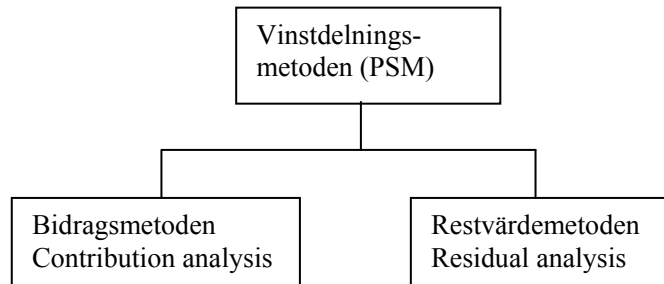 Vinstdelnings-
metoden (PSM)
Bidragsmetoden
Contribution analysis
Restvärdemetoden
Residual analysis